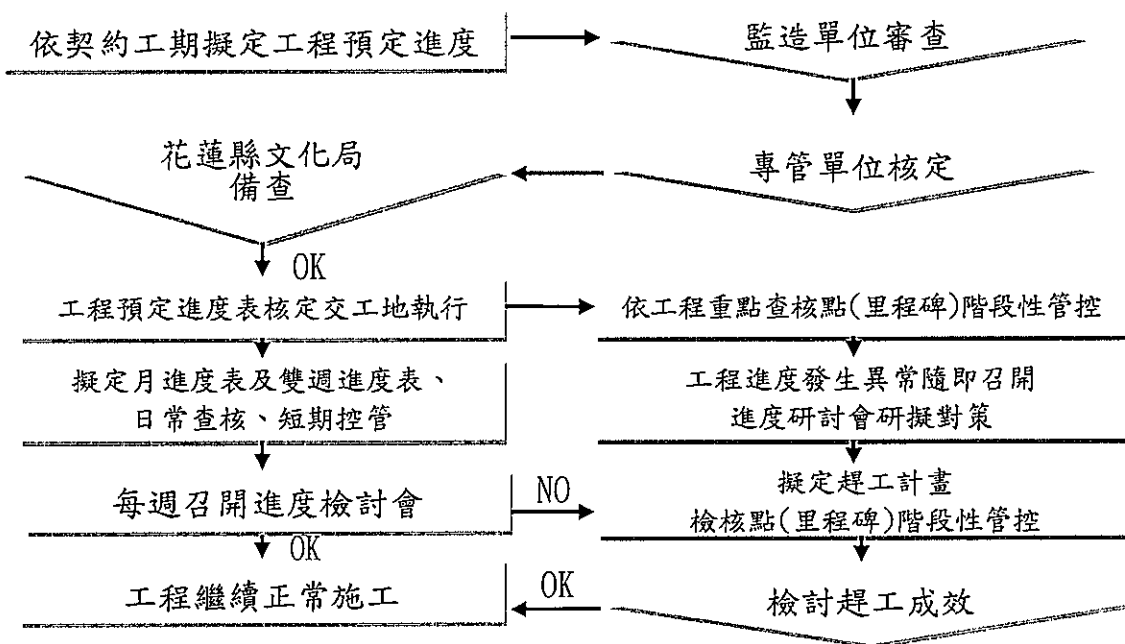 依契約工期擬定工程預定進度
監造單位審查
花蓮縣文化局
備查
專管單位核定
OK
工程預定進度表核定交工地執行
依工程重點查核點(里程碑)階段性管控
擬定月進度表及雙週進度表、
日常查核、短期控管
工程進度發生異常隨即召開
進度研討會研擬對策
每週召開進度檢討會
NO
擬定趕工計畫
檢核點(里程碑)階段性管控
OK
工程繼續正常施工
OK
檢討趕工成效